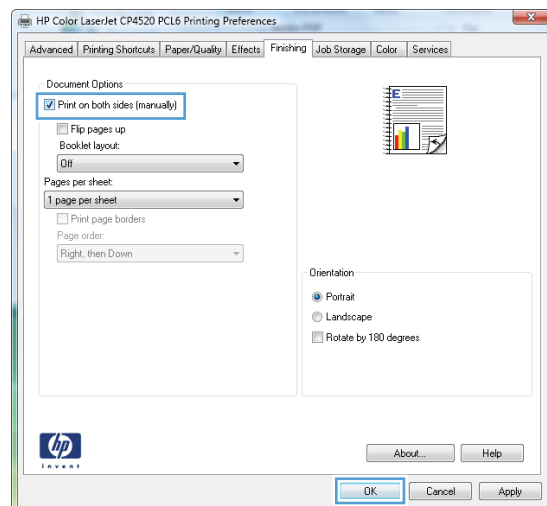 HP Color LaserJet CP4520 PCL6 Printing Preferences
Advanced Printing Shortcuts Paper/Quality Effects Finishing Job Storage Color Services
Document Options
Print on both sides (manually)
Flip pages up
Booklet layout:
Off
Pages per sheet:
1 page per sheet
Print page borders
Page order:
Right, then Down
E
Orientation
Portrait
Landscape
Rotate by 180 degrees
hp
invent
About... Help
OK Cancel Apply